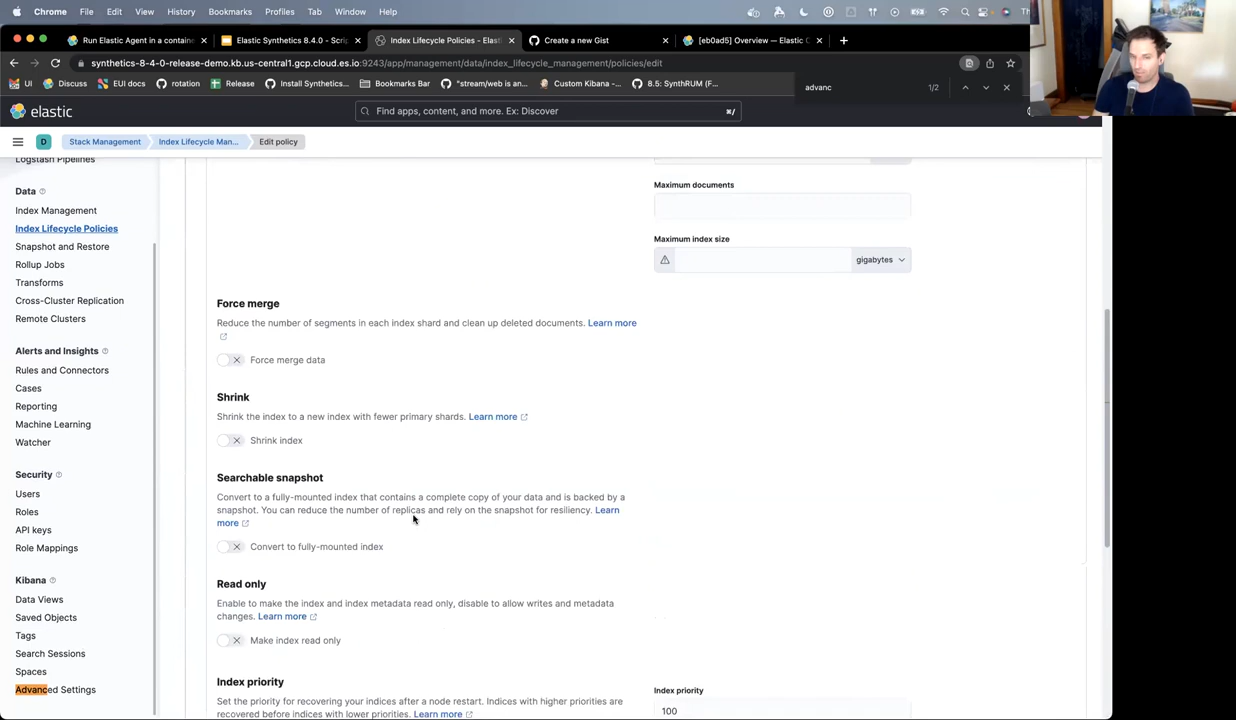 Chrome File Edit View History Bookmarks Profiles Tab Window Help
Run Elastic Agent in a containe Elastic Synthetics 8.4.0 - Scrip Index Lifecycle Policies - Elast Create a new Gist [eb0ad5] Overview — Elastic C
synthetics-8-4-0-release-demo.kb.us-central1.gcp.cloud.es.io:9243/app/management/data/index_lifecycle_management/policies/edit
UI Discuss EUI docs rotation Release Install Synthetics... Bookmarks Bar "stream/web is an... Custom Kibana -... 8.5: SynthRUM (F...
advanc 1/2
elastic
Find apps, content, and more. Ex: Discover
⌘/
D
Stack Management
Index Lifecycle Man...
Edit policy
Logstash Pipelines
Data
Index Management
Index Lifecycle Policies
Snapshot and Restore
Rollup Jobs
Transforms
Cross-Cluster Replication
Remote Clusters
Alerts and Insights
Rules and Connectors
Cases
Reporting
Machine Learning
Watcher
Security
Users
Roles
API keys
Role Mappings
Kibana
Data Views
Saved Objects
Tags
Search Sessions
Spaces
Advanced Settings
Maximum documents
Maximum index size
gigabytes
Force merge
Reduce the number of segments in each index shard and clean up deleted documents. Learn more
Force merge data
Shrink
Shrink the index to a new index with fewer primary shards. Learn more
Shrink index
Searchable snapshot
Convert to a fully-mounted index that contains a complete copy of your data and is backed by a
snapshot. You can reduce the number of replicas and rely on the snapshot for resiliency. Learn
more
Convert to fully-mounted index
Read only
Enable to make the index and index metadata read only, disable to allow writes and metadata
changes. Learn more
Make index read only
Index priority
Set the priority for recovering your indices after a node restart. Indices with higher priorities are
recovered before indices with lower priorities. Learn more
Index priority
100